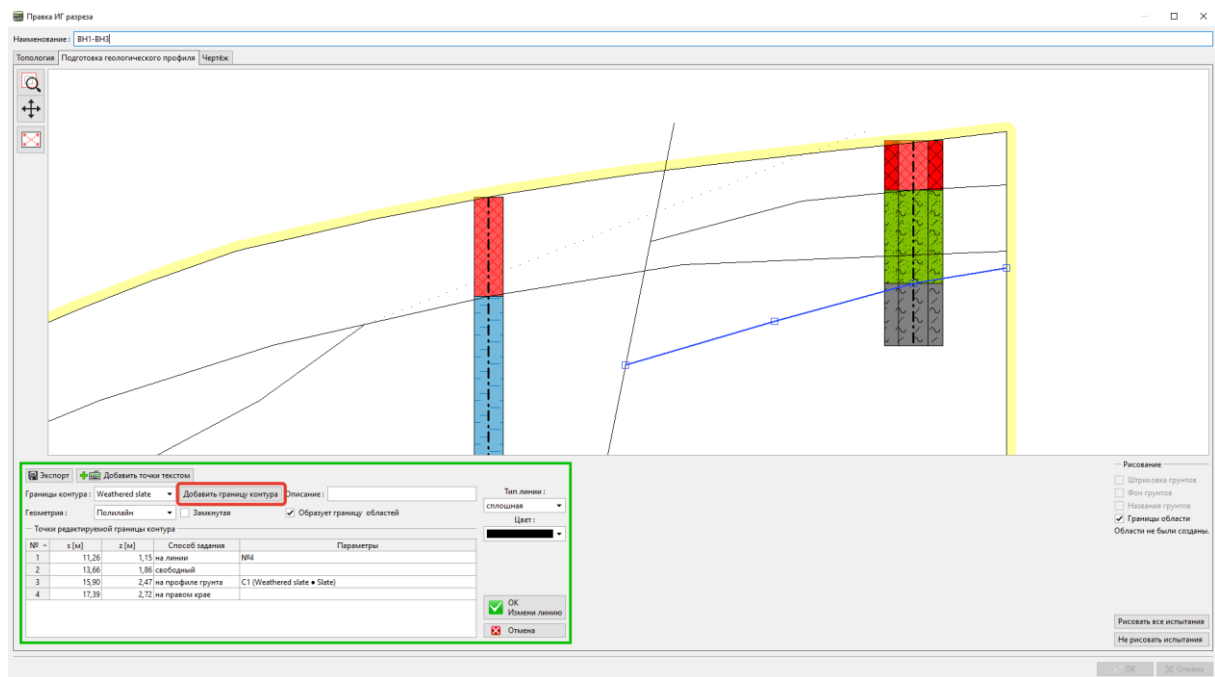 Правка ИГ разреза
Наименование: BH1-BH3
Топология Подготовка геологического профиля Чертёж
Экспорт Добавить точки текстом
Границы контура: Weathered slate Добавить границу контура Описание:
Геометрия: Полилайн Замкнутая Образует границу областей
Тип линии:
сплошная
Цвет:
Точки редактируемой границы контура
№ s [м] z [м] Способ задания Параметры
1 11,26 1,15 на линии №4
2 13,66 1,86 свободный
3 15,90 2,47 на профиле грунта C1 (Weathered slate • Slate)
4 17,39 2,72 на правом крае
OK
Измени линию
Отмена
Рисование
Штриховка грунтов
Фон грунтов
Названия грунтов
Границы области
Области не были созданы.
Рисовать все испытания
Не рисовать испытания
OK Отмена